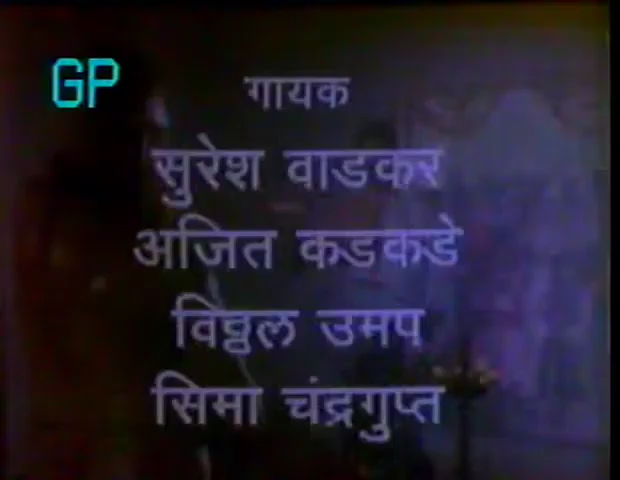 GP
गायक
सुरेश वाडकर
अजित कडकडे
विठ्ठल उमप
सिमा चंद्रगुप्त